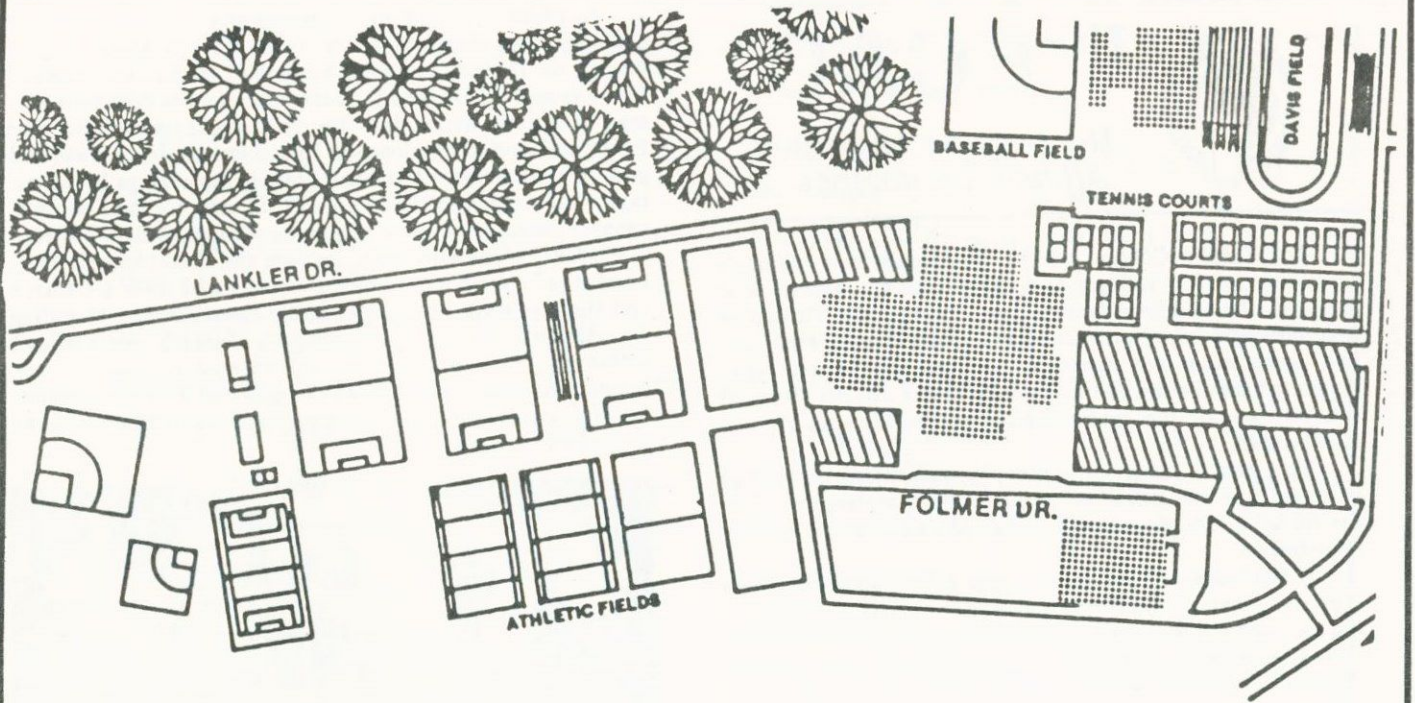 DAVIS FIELD
BASEBALL FIELD
TENNIS COURTS
LANKLER DR.
FOLMER DR.
ATHLETIC FIELDS